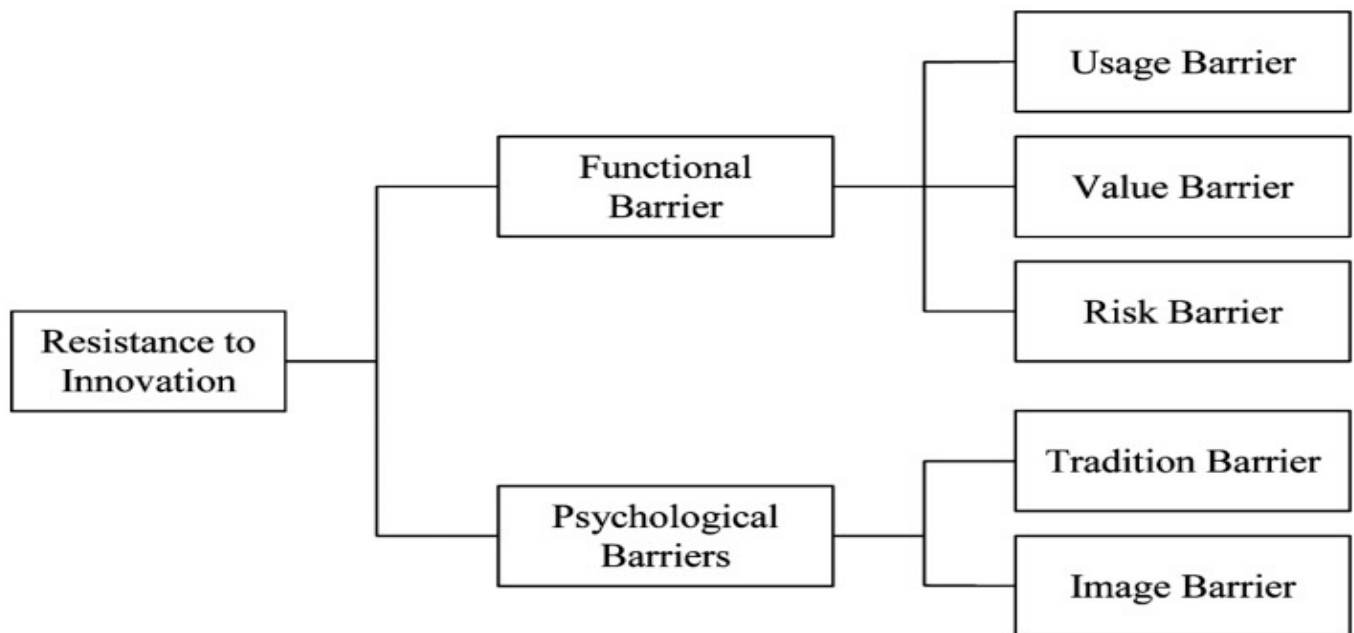 Usage Barrier
Functional
Barrier
Value Barrier
Risk Barrier
Resistance to
Innovation
Tradition Barrier
Psychological
Barriers
Image Barrier